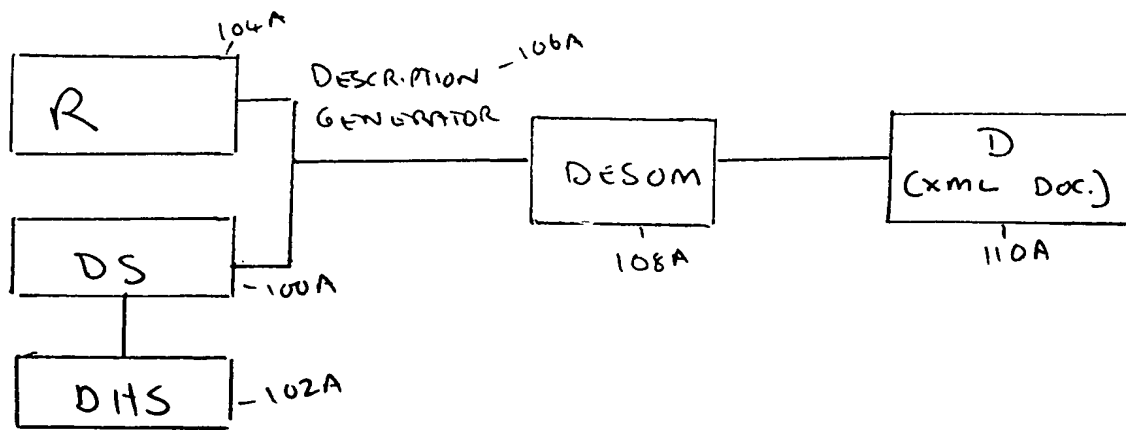 104A
R
DESCRIPTION
GENERATOR
-106A
DESOM
108A
D
(XML DOC.)
110A
DS
-100A
DHS
-102A